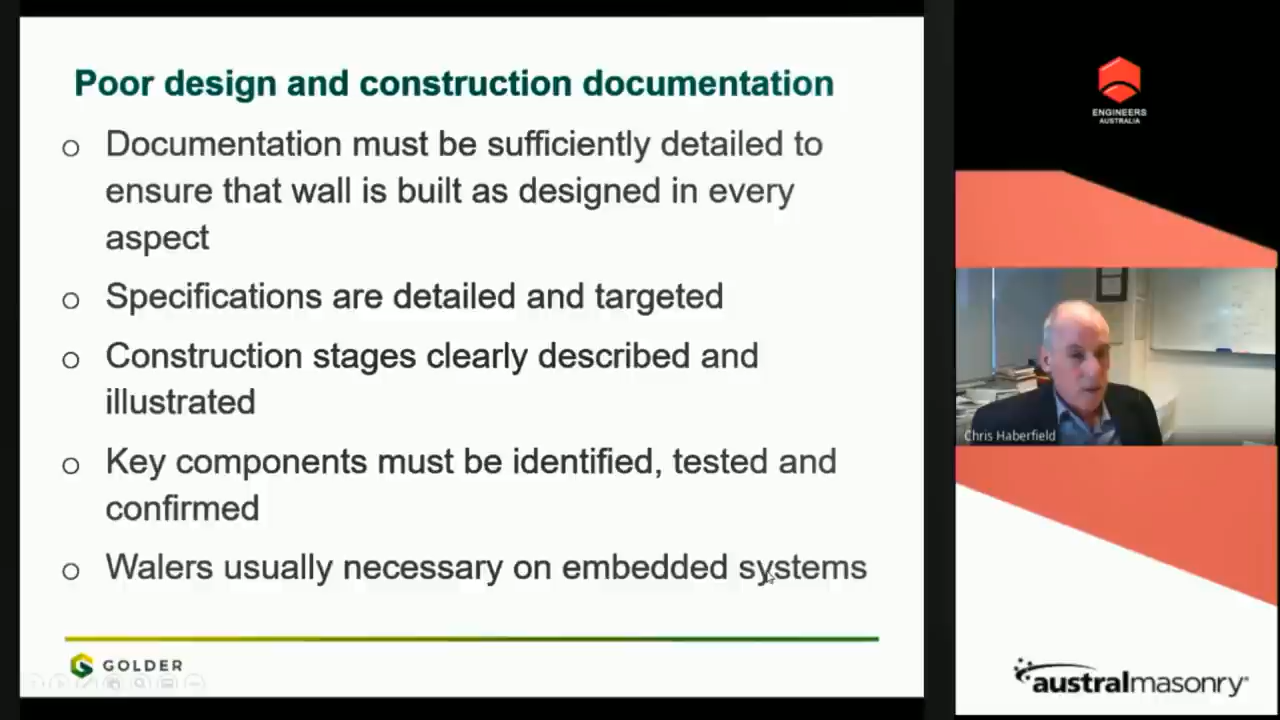 Poor design and construction documentation
o Documentation must be sufficiently detailed to
ensure that wall is built as designed in every
aspect
o Specifications are detailed and targeted
o Construction stages clearly described and
illustrated
o Key components must be identified, tested and
confirmed
o Walers usually necessary on embedded systems
GOLDER
ENGINEERS
AUSTRALIA
Chris Haberfield
australmasonry